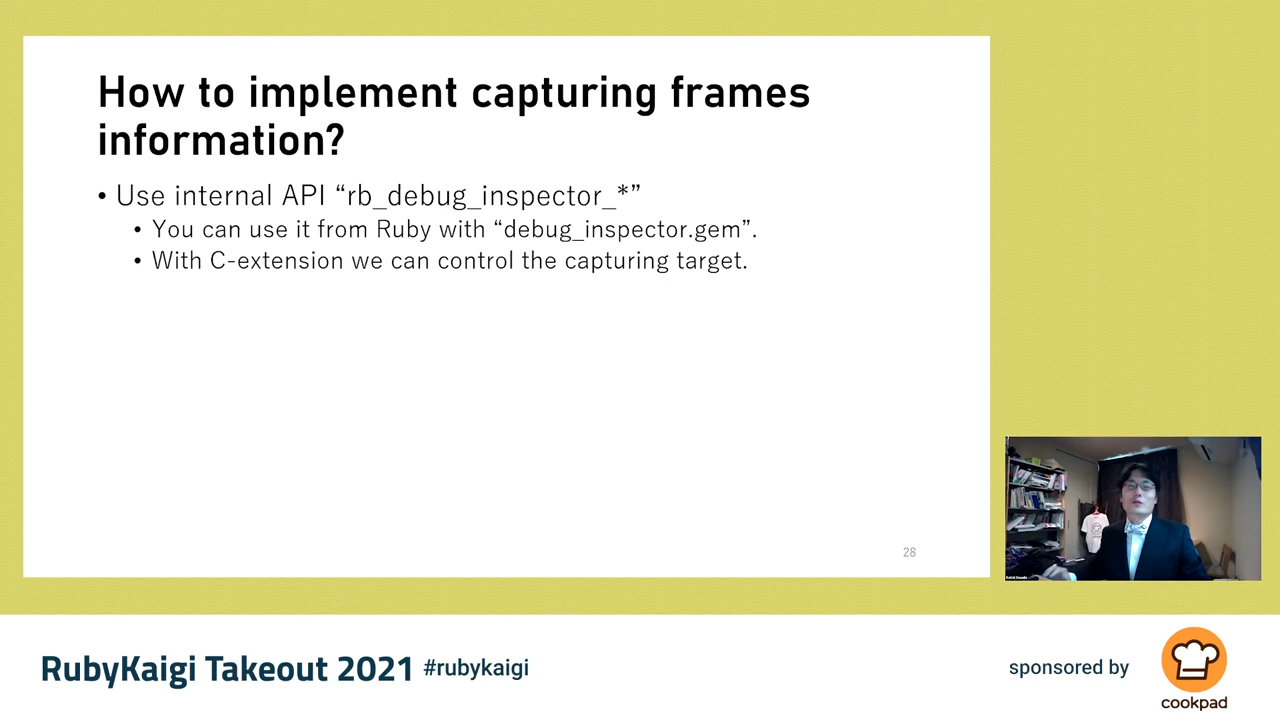 How to implement capturing frames
information?
• Use internal API “rb_debug_inspector_*”
• You can use it from Ruby with “debug_inspector.gem”.
• With C-extension we can control the capturing target.
28
RubyKaigi Takeout 2021 #rubykaigi
sponsored by
cookpad